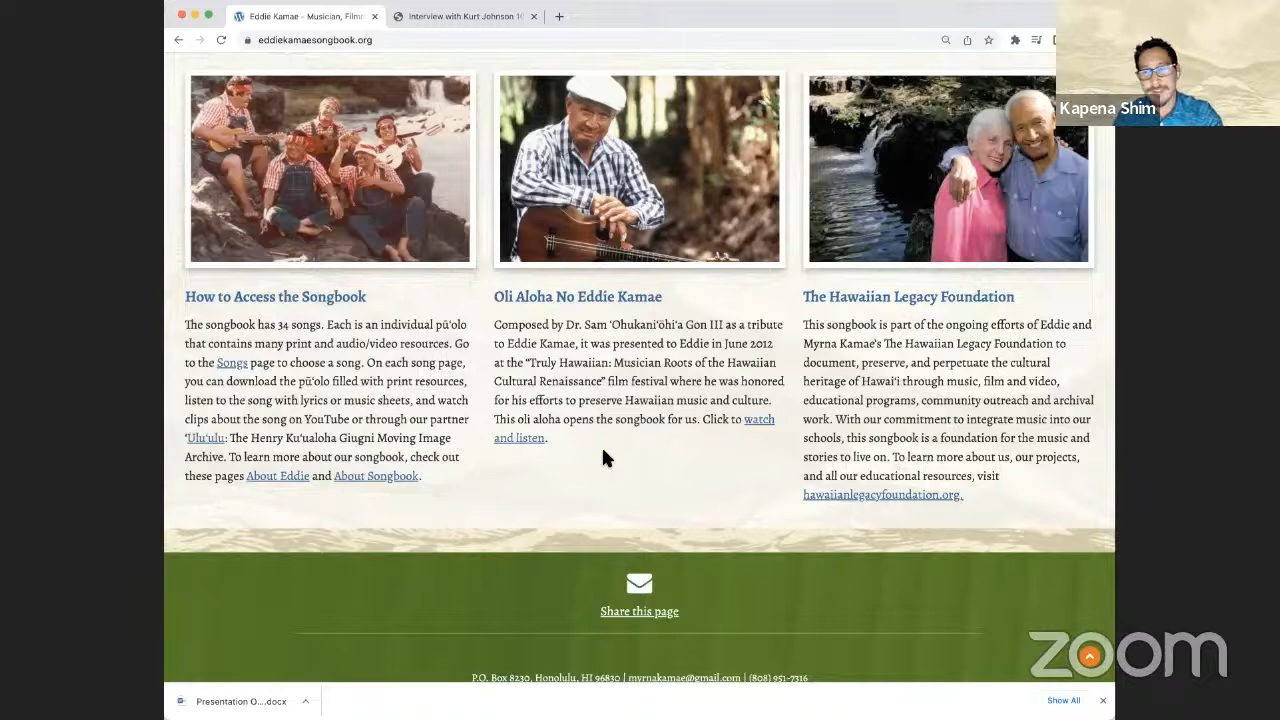 Eddie Kamae – Musician, Filmm
Interview with Kurt Johnson 10
eddiekamaesongbook.org
Kapena Shim
How to Access the Songbook
The songbook has 34 songs. Each is an individual pūʻolo
that contains many print and audio/video resources. Go
to the Songs page to choose a song. On each song page,
you can download the pūʻolo filled with print resources,
listen to the song with lyrics or music sheets, and watch
clips about the song on YouTube or through our partner
ʻUluʻulu: The Henry Kuʻualoha Giugni Moving Image
Archive. To learn more about our songbook, check out
these pages About Eddie and About Songbook.
Oli Aloha No Eddie Kamae
Composed by Dr. Sam ʻOhukaniʻōhiʻa Gon III as a tribute
to Eddie Kamae, it was presented to Eddie in June 2012
at the “Truly Hawaiian: Musician Roots of the Hawaiian
Cultural Renaissance” film festival where he was honored
for his efforts to preserve Hawaiian music and culture.
This oli aloha opens the songbook for us. Click to watch
and listen.
The Hawaiian Legacy Foundation
This songbook is part of the ongoing efforts of Eddie and
Myrna Kamae's The Hawaiian Legacy Foundation to
document, preserve, and perpetuate the cultural
heritage of Hawaiʻi through music, film and video,
educational programs, community outreach and archival
work. With our commitment to integrate music into our
schools, this songbook is a foundation for the music and
stories to live on. To learn more about us, our projects,
and all our educational resources, visit
hawaiianlegacyfoundation.org.
Share this page
P.O. Box 8230, Honolulu, HI 96830 | myrnakamae@gmail.com | (808) 951-7316
zoom
Presentation O....docx
Show All